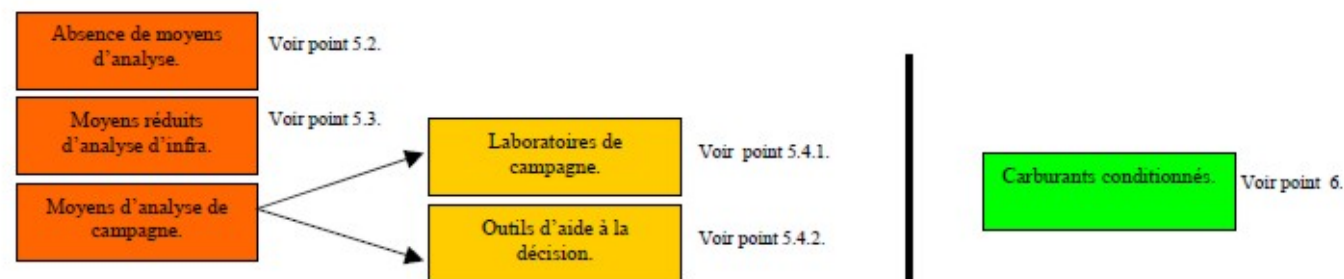 Absence de moyens
d'analyse.
Voir point 5.2.
Moyens réduits
d'analyse d'infra.
Voir point 5.3.
Moyens d'analyse de
campagne.
Laboratoires de
campagne.
Voir point 5.4.1.
Outils d'aide à la
décision.
Voir point 5.4.2.
Carburants conditionnés.
Voir point 6.